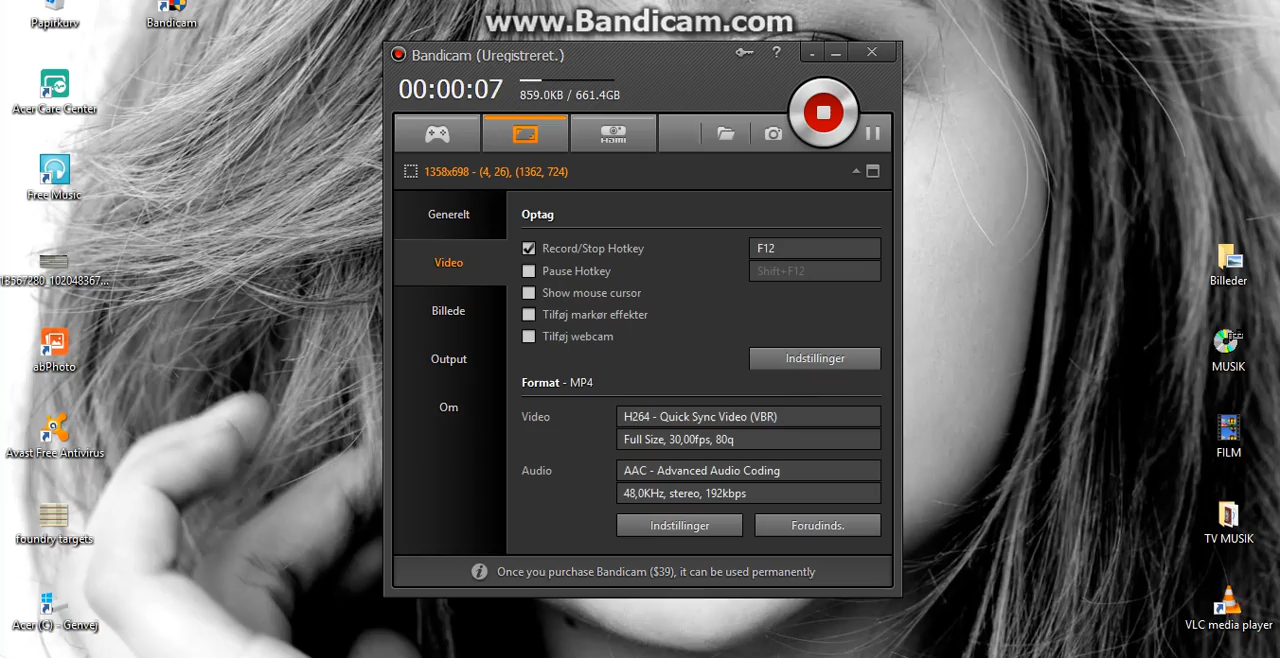 www.Bandicam.com
Papirkurv
Bandicam
Acer Care Center
Free Music
13567280_102048367...
abPhoto
Avast Free Antivirus
foundry targets
Acer (C) - Genvej
Bandicam (Uregistreret.)
?
00:00:07
859.0KB / 661.4GB
HDMI
1358x698 - (4, 26), (1362, 724)
Generelt
Video
Billede
Output
Om
Optag
Record/Stop Hotkey
F12
Pause Hotkey
Shift+F12
Show mouse cursor
Tilføj markør effekter
Tilføj webcam
Indstillinger
Format - MP4
Video
H264 - Quick Sync Video (VBR)
Full Size, 30,00fps, 80q
Audio
AAC - Advanced Audio Coding
48,0KHz, stereo, 192kbps
Indstillinger
Forudinds.
Once you purchase Bandicam ($39), it can be used permanently
Billeder
MUSIK
FILM
TV MUSIK
VLC media player